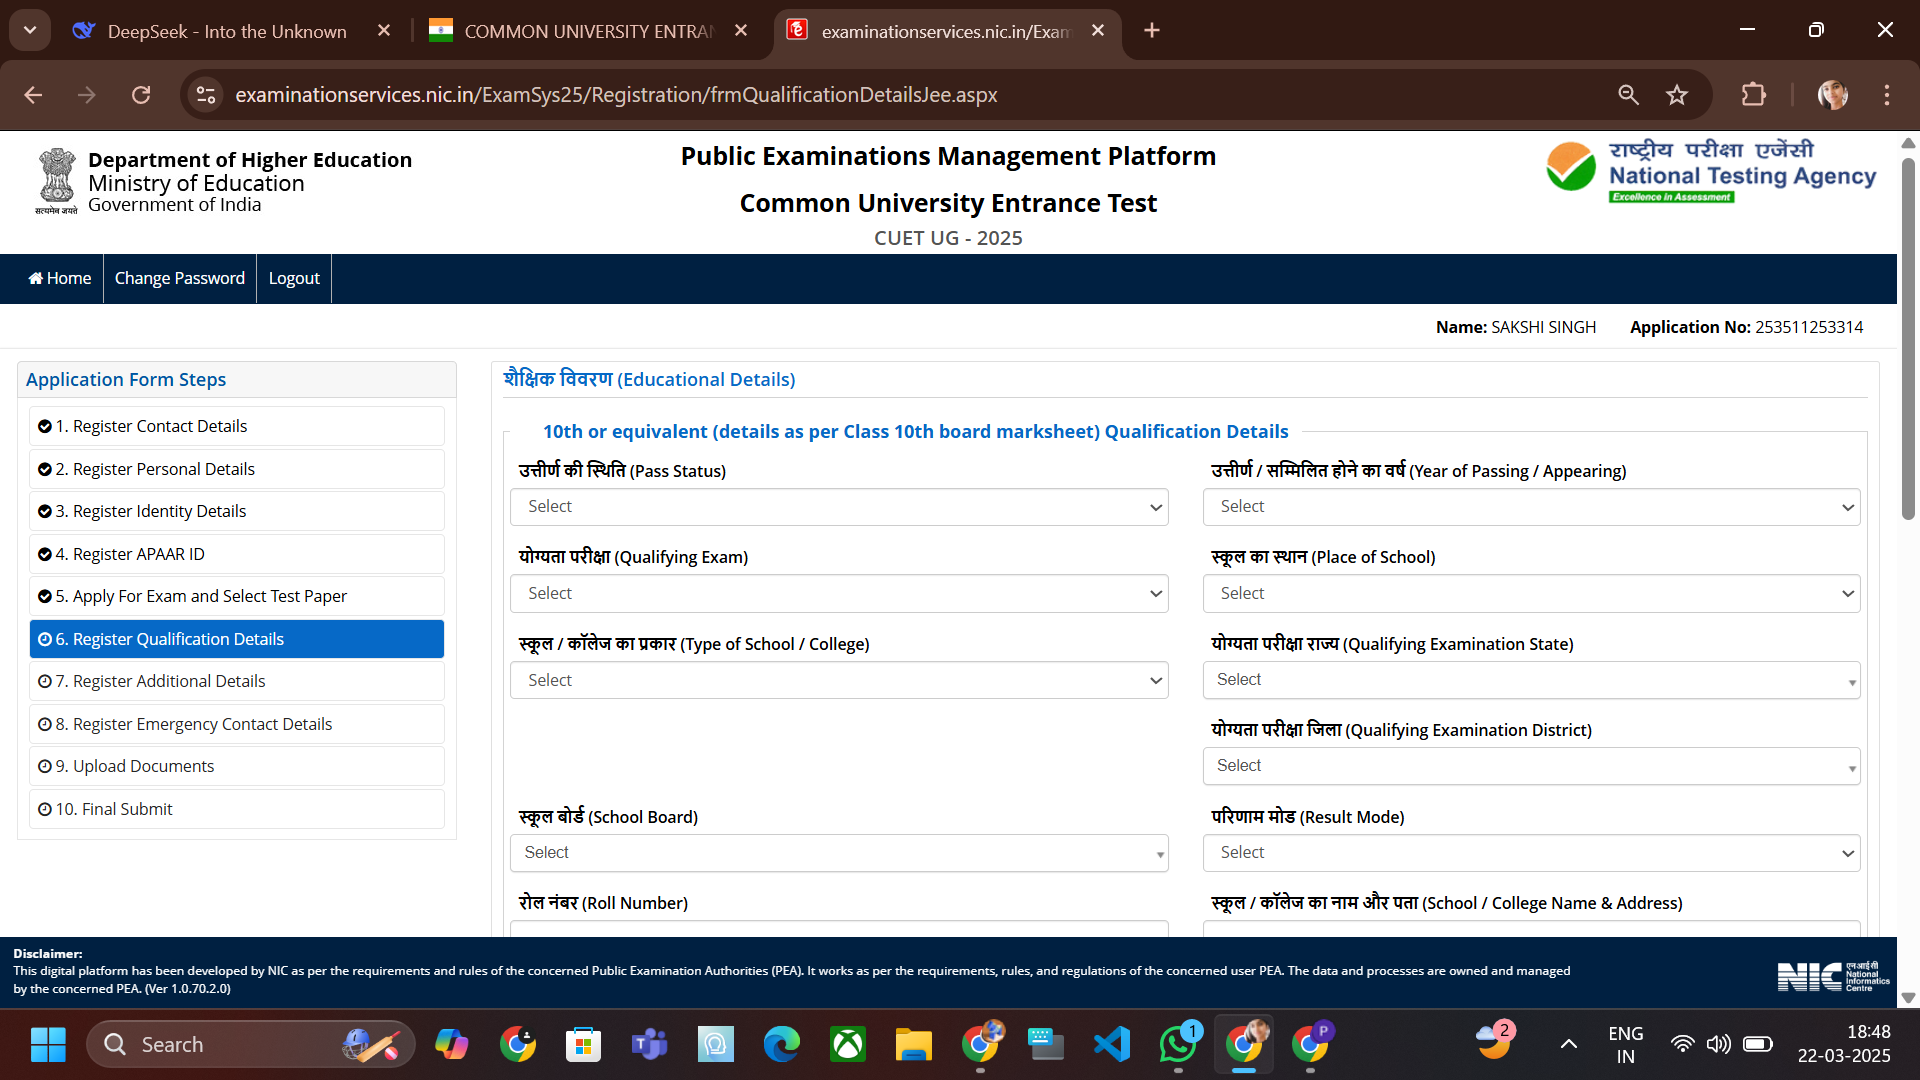 DeepSeek - Into the Unknown
COMMON UNIVERSITY ENTRAN
examinationservices.nic.in/Exam
examinationservices.nic.in/ExamSys25/Registration/frmQualificationDetailsJee.aspx
सत्यमेव जयते
Department of Higher Education
Ministry of Education
Government of India
Public Examinations Management Platform
Common University Entrance Test
CUET UG - 2025
राष्ट्रीय परीक्षा एजेंसी
National Testing Agency
Excellence in Assessment
Home
Change Password
Logout
Name: SAKSHI SINGH
Application No: 253511253314
Application Form Steps
1. Register Contact Details
2. Register Personal Details
3. Register Identity Details
4. Register APAAR ID
5. Apply For Exam and Select Test Paper
6. Register Qualification Details
7. Register Additional Details
8. Register Emergency Contact Details
9. Upload Documents
10. Final Submit
शैक्षिक विवरण (Educational Details)
10th or equivalent (details as per Class 10th board marksheet) Qualification Details
उत्तीर्ण की स्थिति (Pass Status)
Select
उत्तीर्ण / सम्मिलित होने का वर्ष (Year of Passing / Appearing)
Select
योग्यता परीक्षा (Qualifying Exam)
Select
स्कूल का स्थान (Place of School)
Select
स्कूल / कॉलेज का प्रकार (Type of School / College)
Select
योग्यता परीक्षा राज्य (Qualifying Examination State)
Select
योग्यता परीक्षा जिला (Qualifying Examination District)
Select
स्कूल बोर्ड (School Board)
Select
परिणाम मोड (Result Mode)
Select
रोल नंबर (Roll Number)
स्कूल / कॉलेज का नाम और पता (School / College Name & Address)
Disclaimer:
This digital platform has been developed by NIC as per the requirements and rules of the concerned Public Examination Authorities (PEA). It works as per the requirements, rules, and regulations of the concerned user PEA. The data and processes are owned and managed
by the concerned PEA. (Ver 1.0.70.2.0)
NIC
एनआईसी
National
Informatics
Centre
Search
1
P
2
ENG
IN
18:48
22-03-2025